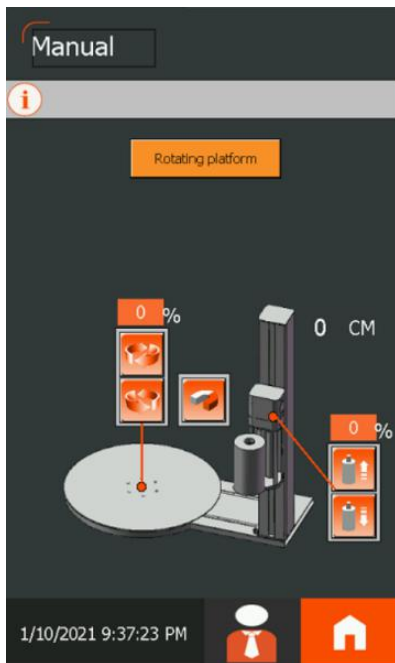 Manual
i
Rotating platform
0 %
0 CM
0 %
1/10/2021 9:37:23 PM